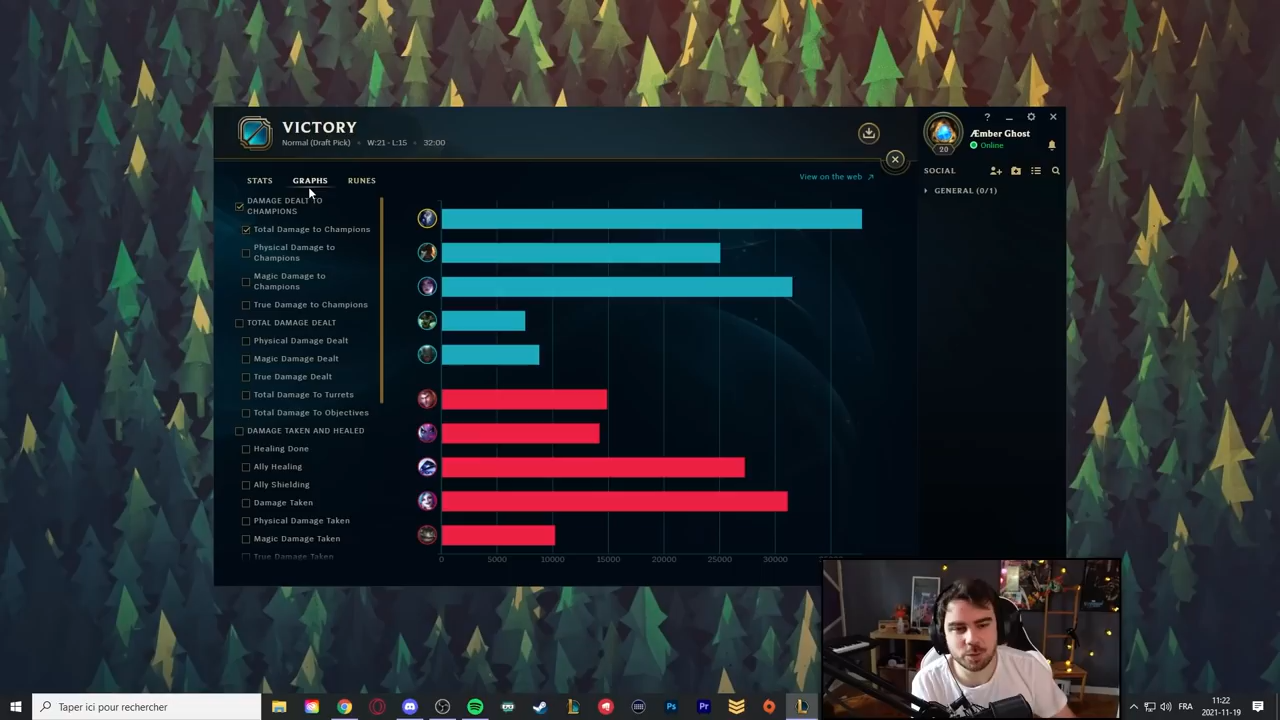 VICTORY
Normal (Draft Pick) • W:21 - L:15 • 32:00
? 
Æmber Ghost
Online
20
SOCIAL
GENERAL (0/1)
STATS GRAPHS RUNES
View on the web
DAMAGE DEALT TO
CHAMPIONS
Total Damage to Champions
Physical Damage to
Champions
Magic Damage to
Champions
True Damage to Champions
TOTAL DAMAGE DEALT
Physical Damage Dealt
Magic Damage Dealt
True Damage Dealt
Total Damage To Turrets
Total Damage To Objectives
DAMAGE TAKEN AND HEALED
Healing Done
Ally Healing
Ally Shielding
Damage Taken
Physical Damage Taken
Magic Damage Taken
True Damage Taken
0 5000 10000 15000 20000 25000 30000
Taper ici pour rechercher
Ps
Pr
FRA
11:22
2021-11-19